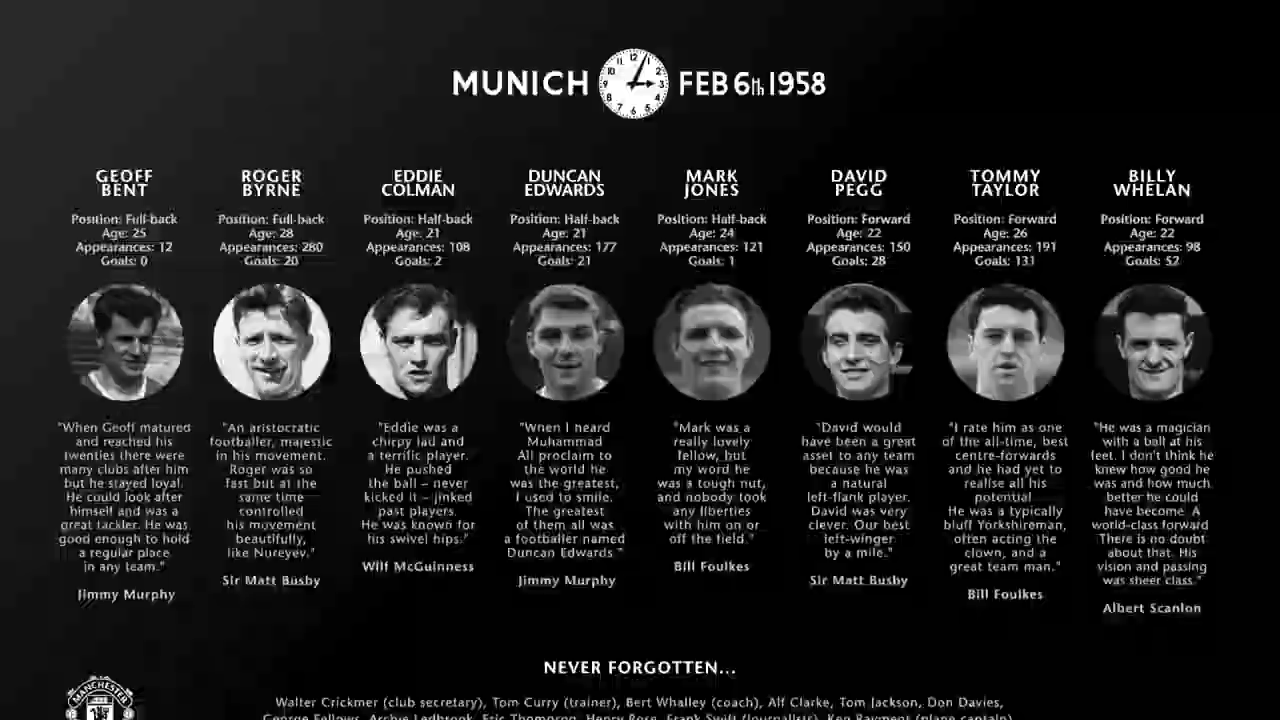 MUNICH FEB 6th 1958
GEOFF
BENT
Position: Full-back
Age: 25
Appearances: 12
Goals: 0
"When Geoff matured
and reached his
twenties there were
many clubs after him
but he stayed loyal.
He could look after
himself and was a
great tackler. He was
good enough to hold
a regular place
in any team."
Jimmy Murphy
ROGER
BYRNE
Position: Full-back
Age: 28
Appearances: 280
Goals: 20
"An aristocratic
footballer, majestic
in his movement.
Roger was so
fast but at the
same time
controlled
his movement
beautifully,
like Nureyev."
Sir Matt Busby
EDDIE
COLMAN
Position: Half-back
Age: 21
Appearances: 108
Goals: 2
"Eddie was a
chirpy lad and
a terrific player.
He pushed
the ball – never
kicked it – jinked
past players.
He was known for
his swivel hips."
Wilf McGuinness
DUNCAN
EDWARDS
Position: Half-back
Age: 21
Appearances: 177
Goals: 21
"When I heard
Muhammad
All proclaim to
the world he
was the greatest,
I used to smile.
The greatest
of them all was
a footballer named
Duncan Edwards."
Jimmy Murphy
MARK
JONES
Position: Half-back
Age: 24
Appearances: 121
Goals: 1
"Mark was a
really lovely
fellow, but
my word he
was a tough nut,
and nobody took
any liberties
with him on or
off the field."
Bill Foulkes
DAVID
PEGG
Position: Forward
Age: 22
Appearances: 150
Goals: 28
"David would
have been a great
asset to any team
because he was
a natural
left-flank player.
David was very
clever. Our best
left-winger
by a mile."
Sir Matt Busby
TOMMY
TAYLOR
Position: Forward
Age: 26
Appearances: 191
Goals: 131
"I rate him as one
of the all-time, best
centre-forwards
and he had yet to
realise all his
potential
He was a typically
bluff Yorkshireman,
often acting the
clown, and a
great team man."
Bill Foulkes
BILLY
WHELAN
Position: Forward
Age: 22
Appearances: 98
Goals: 52
"He was a magician
with a ball at his
feet. I don't think he
knew how good he
was and how much
better he could
have become. A
world-class forward
There is no doubt
about that. His
vision and passing
was sheer class."
Albert Scanlon
NEVER FORGOTTEN...
MANCHESTER
Walter Crickmer (club secretary), Tom Curry (trainer), Bert Whalley (coach), Alf Clarke, Tom Jackson, Don Davies,
George Fellows, Archie Ledbrook, Eric Thompson, Henry Rose, Frank Swift (journalists), Ken Rayment (plane captain)